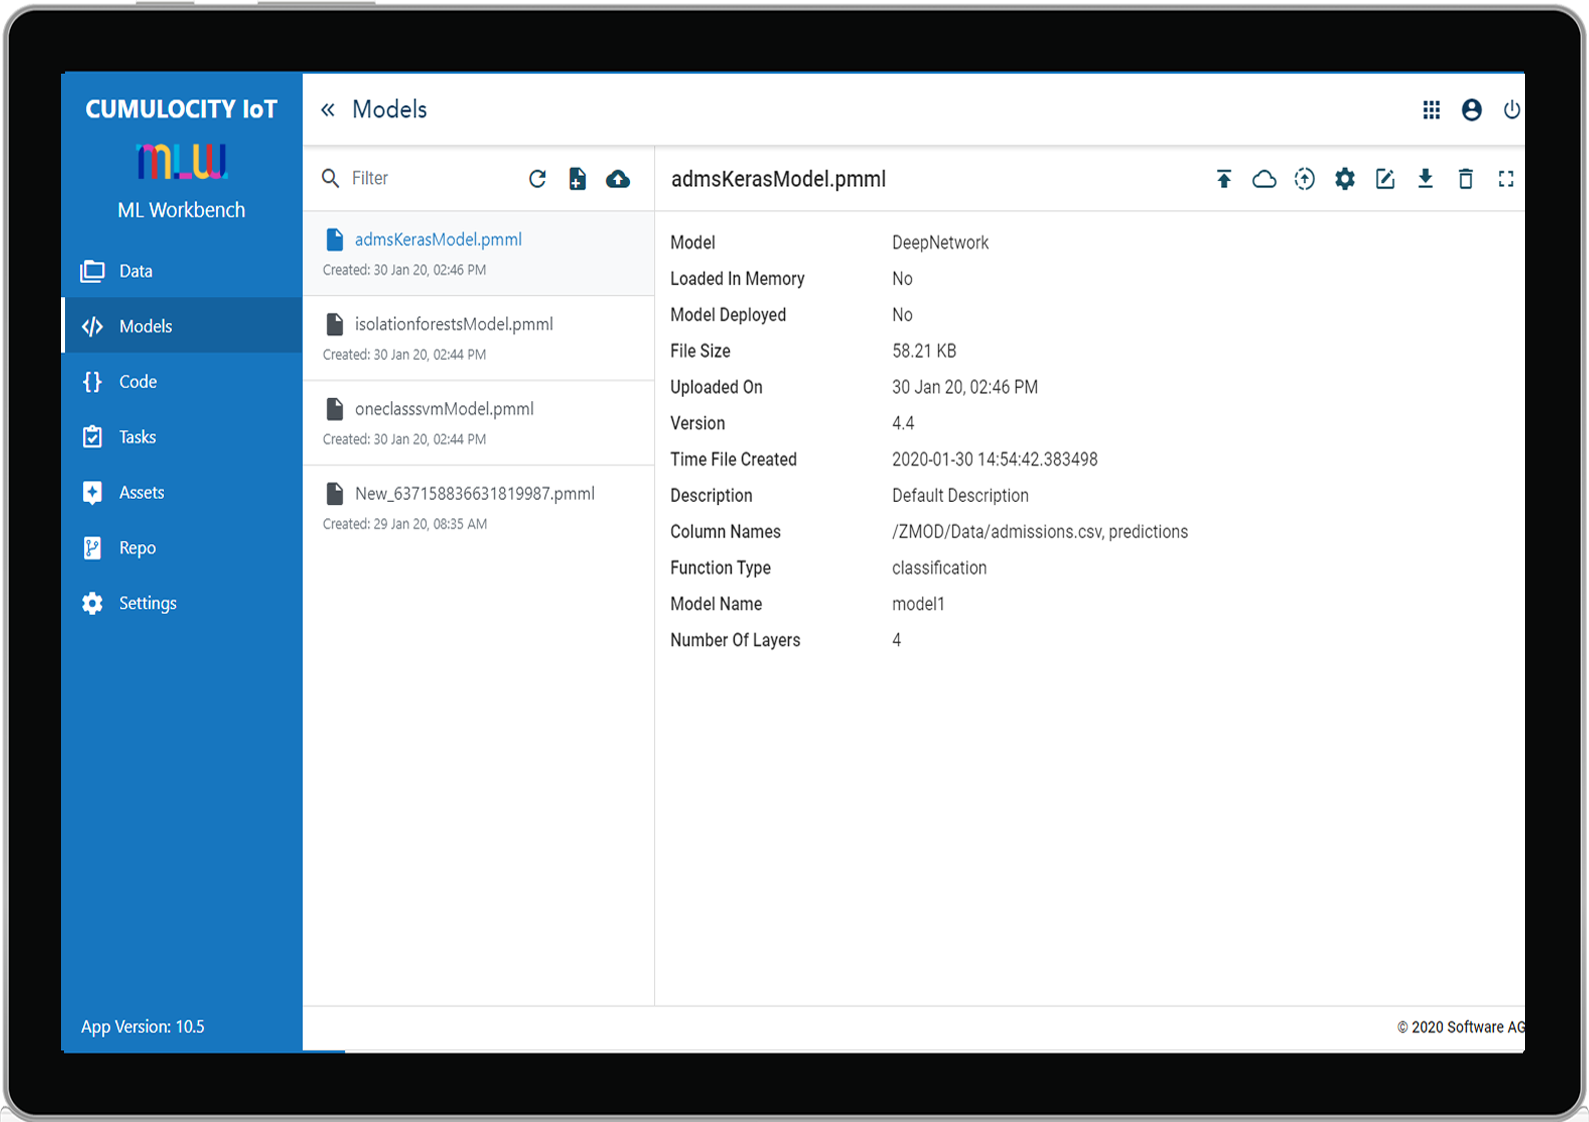 CUMULOCITY IoT
MLW
ML Workbench
Data
Models
Code
Tasks
Assets
Repo
Settings
App Version: 10.5
Models
Filter
admsKerasModel.pmml
Created: 30 Jan 20, 02:46 PM
isolationforestsModel.pmml
Created: 30 Jan 20, 02:44 PM
oneclasssvmModel.pmml
Created: 30 Jan 20, 02:44 PM
New_637158836631819987.pmml
Created: 29 Jan 20, 08:35 AM
admsKerasModel.pmml
Model DeepNetwork
Loaded In Memory No
Model Deployed No
File Size 58.21 KB
Uploaded On 30 Jan 20, 02:46 PM
Version 4.4
Time File Created 2020-01-30 14:54:42.383498
Description Default Description
Column Names /ZMOD/Data/admissions.csv, predictions
Function Type classification
Model Name model1
Number Of Layers 4
© 2020 Software AG